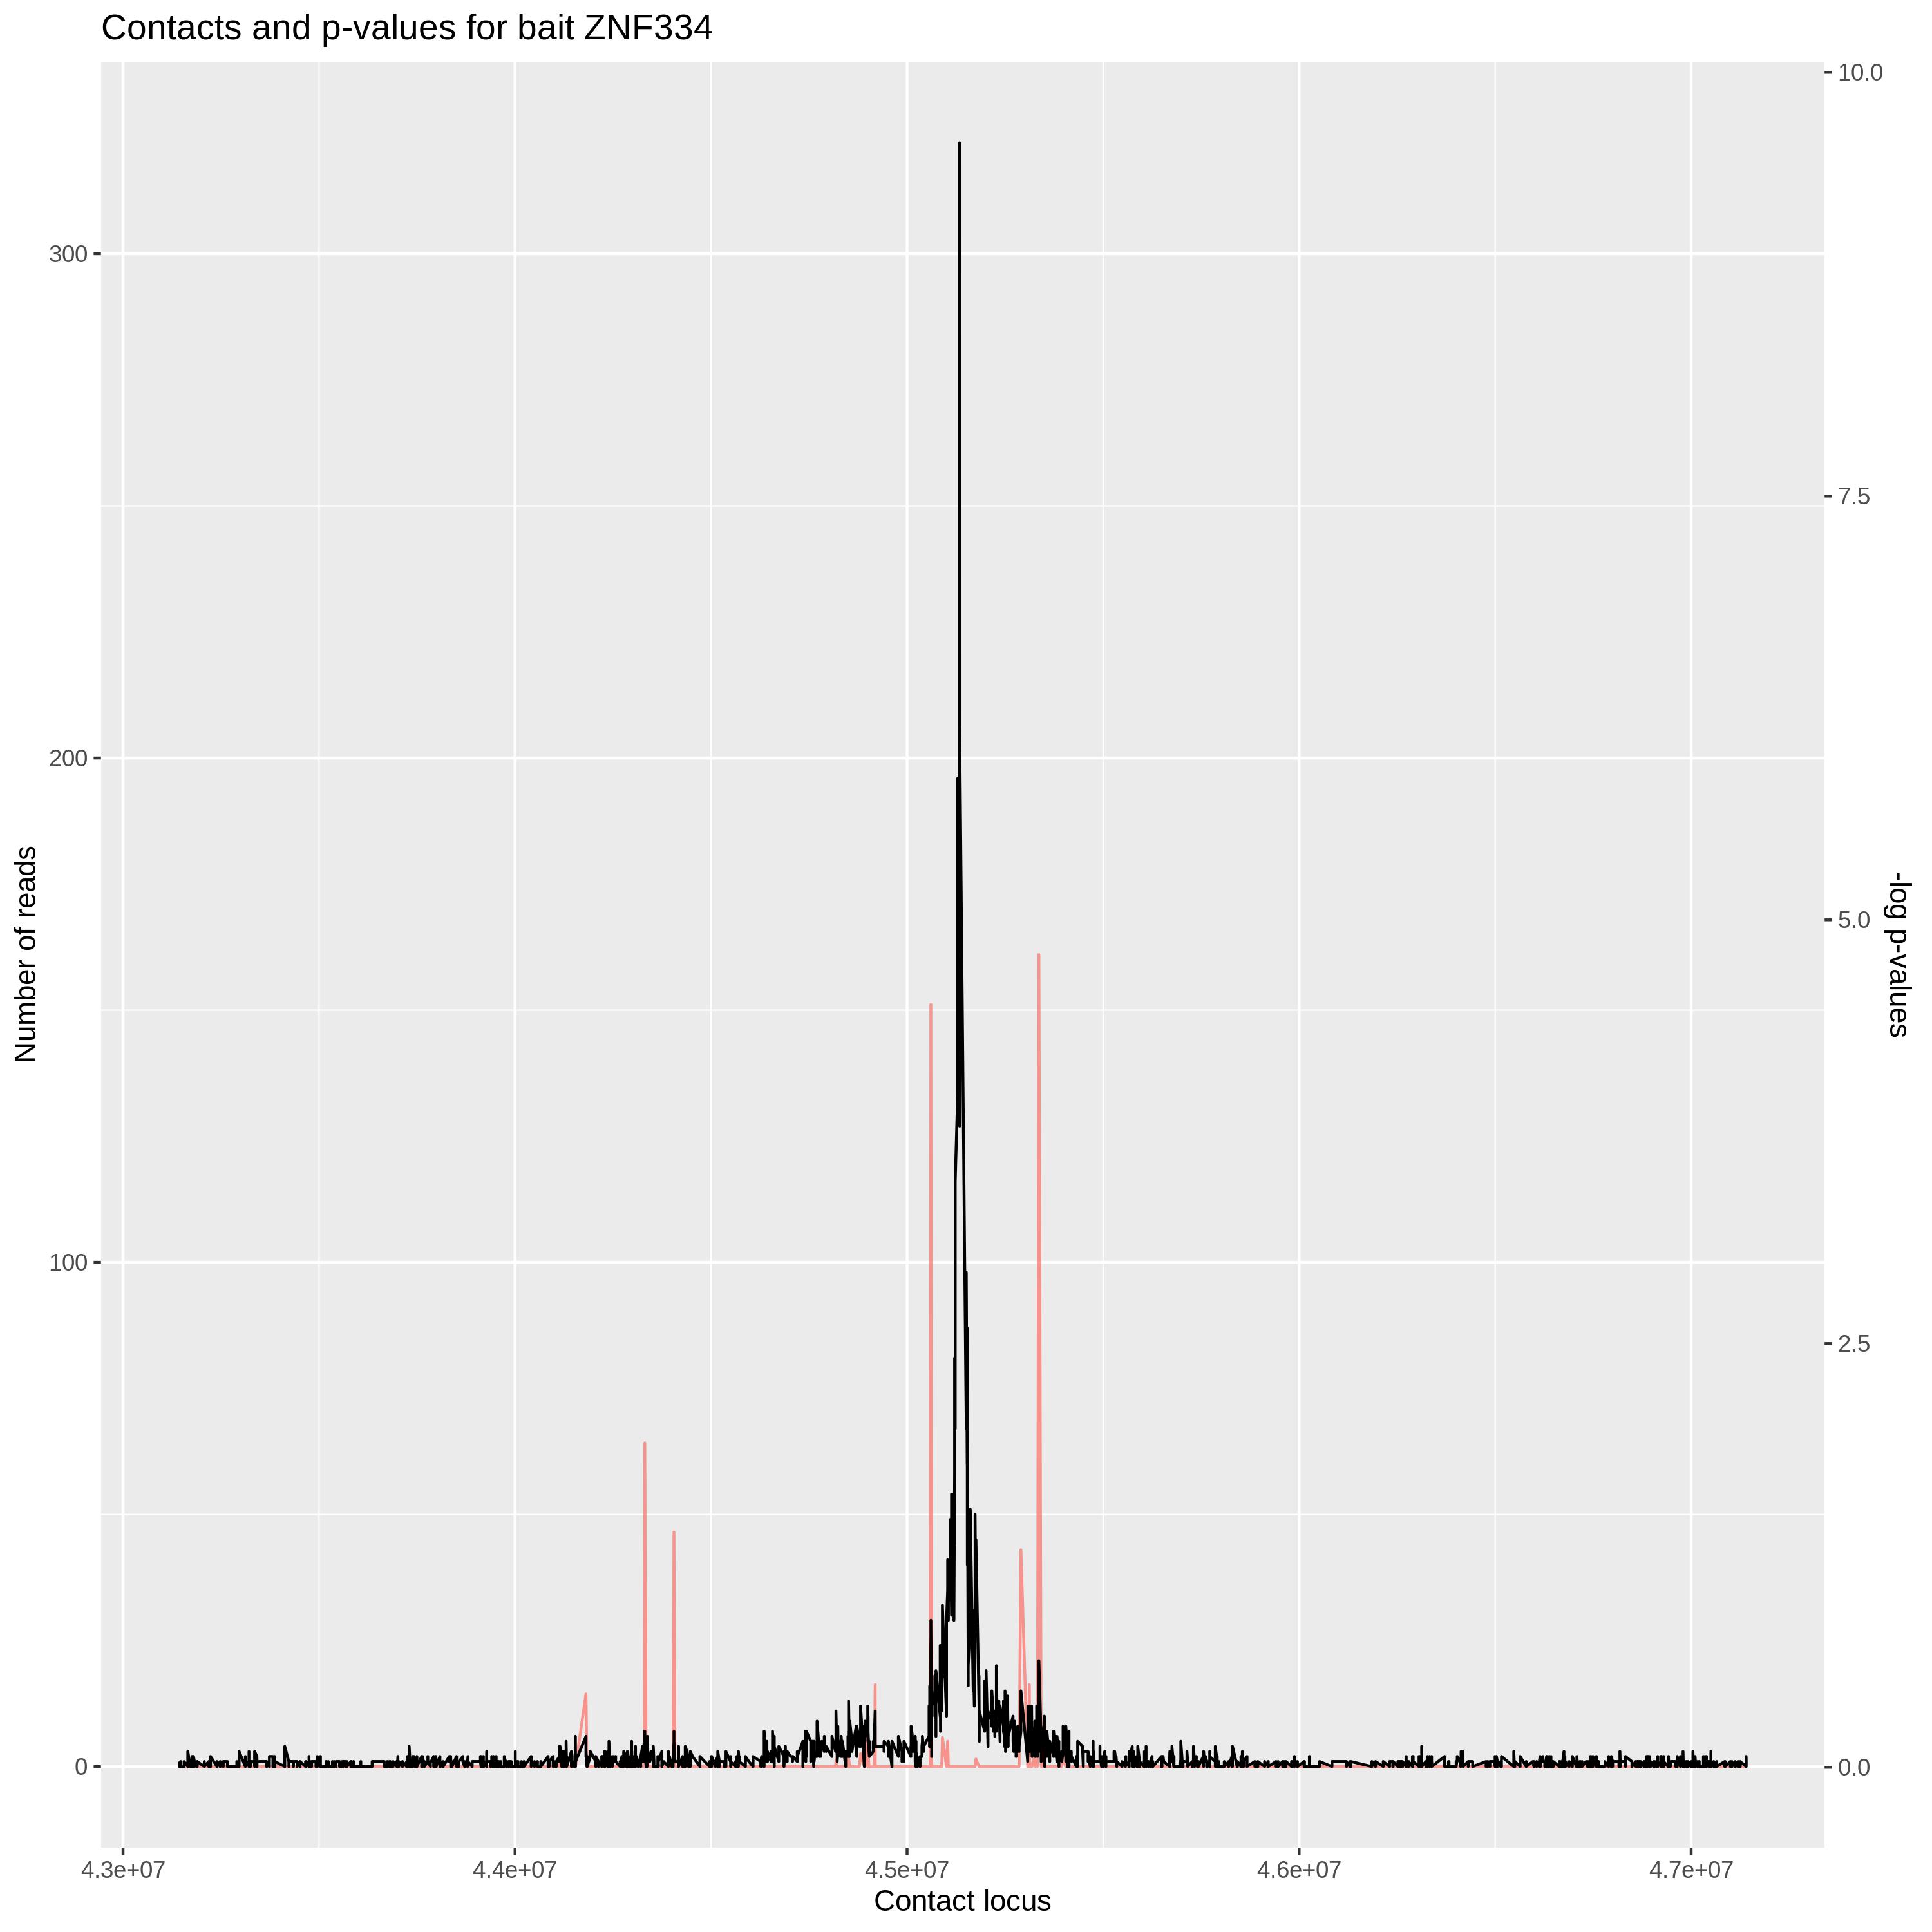 Contacts and p-values for bait ZNF334
10.0
300
7.5
200
Number of reads
5.0
-log p-values
100
2.5
0
0.0
4.3e+07
4.4e+07
4.5e+07
4.6e+07
4.7e+07
Contact locus